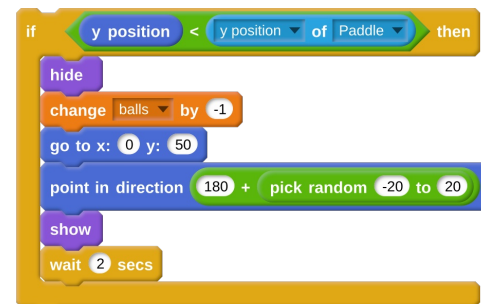 if y position < y position of Paddle then
hide
change balls by -1
go to x: 0 y: 50
point in direction 180 + pick random -20 to 20
show
wait 2 secs